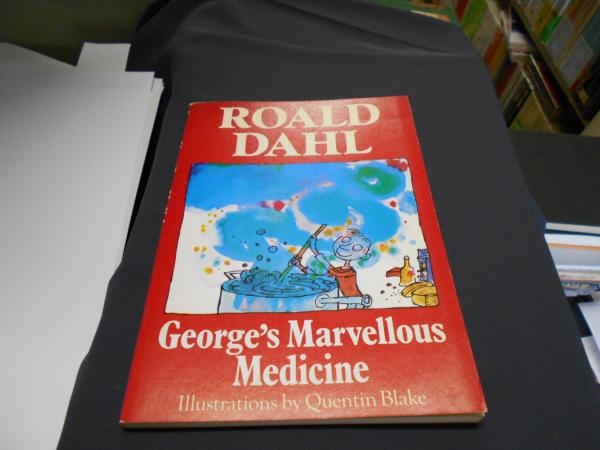 ROALD
DAHL
George's Marvellous
Medicine
Illustrations by Quentin Blake